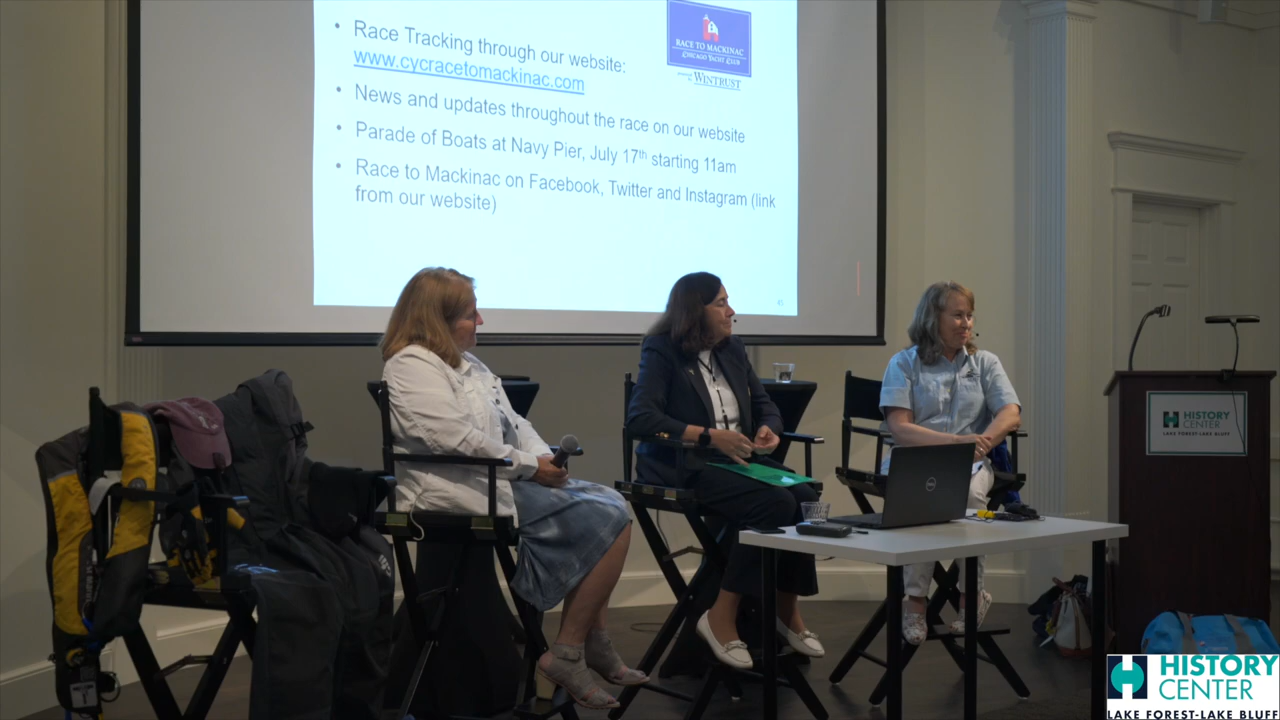 • Race Tracking through our website:
www.cycracetomackinac.com
• News and updates throughout the race on our website
• Parade of Boats at Navy Pier, July 17th starting 11am
• Race to Mackinac on Facebook, Twitter and Instagram (link
from our website)
RACE TO MACKINAC
CHICAGO YACHT CLUB
WINTRUST
DELL
HISTORY
CENTER
LAKE FOREST-LAKE BLUFF
HISTORY
CENTER
LAKE FOREST-LAKE BLUFF